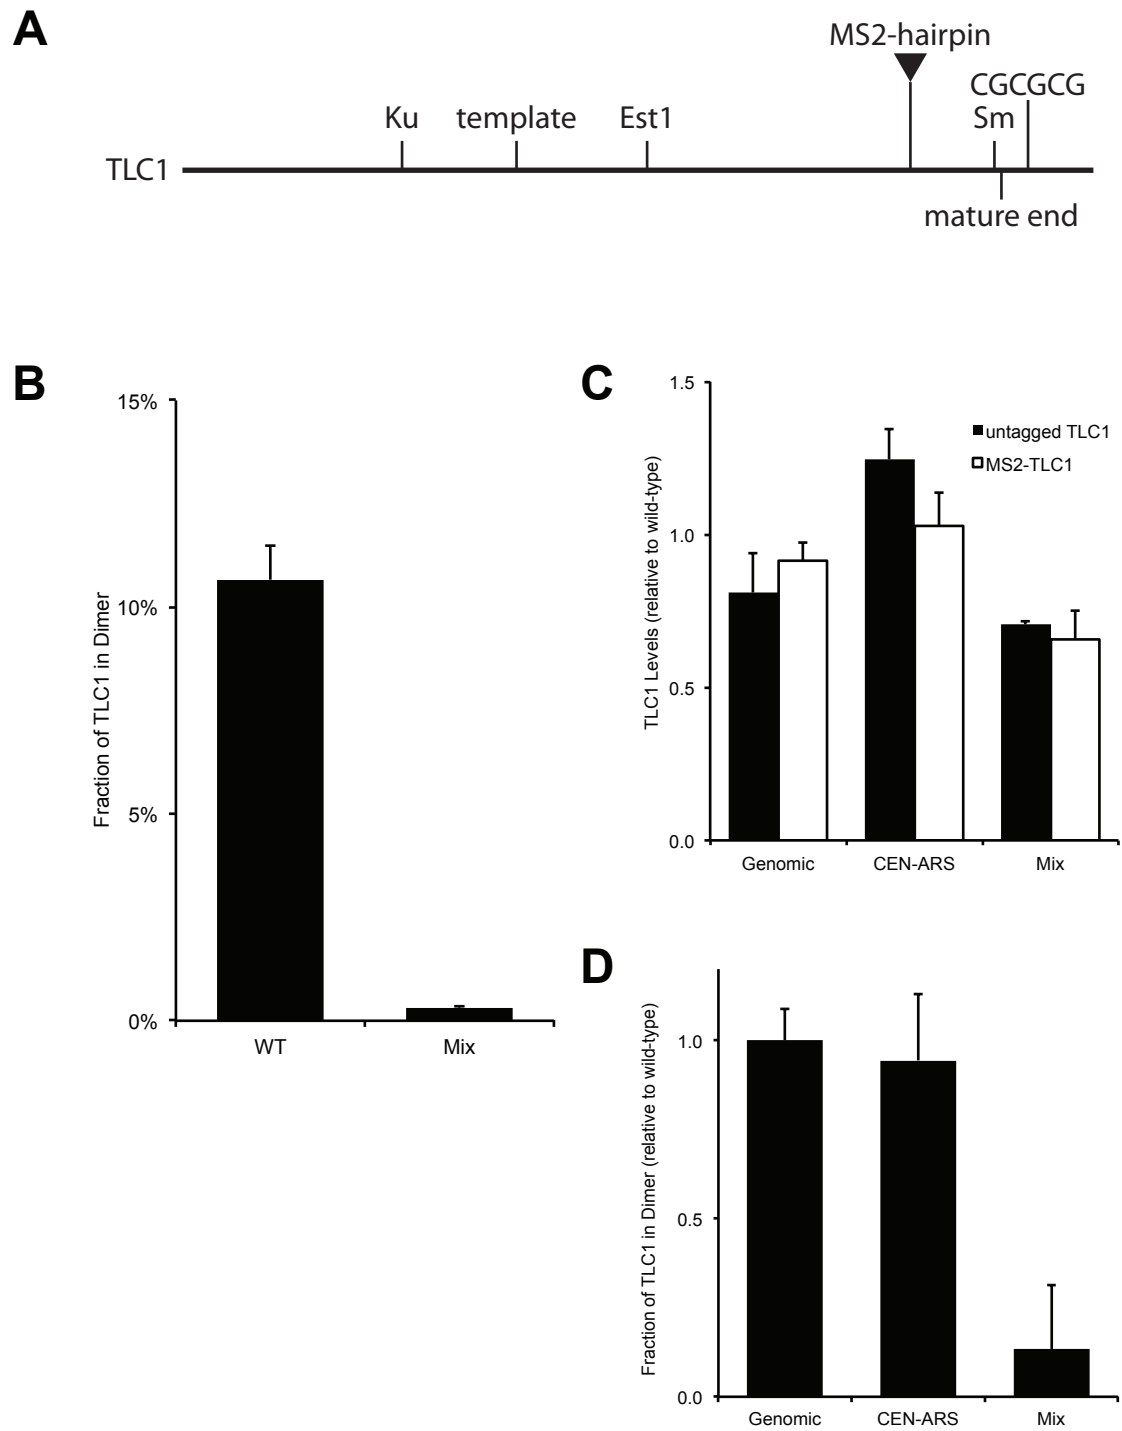 A
MS2-hairpin
CGCGCG
Ku template Est1 Sm
TLC1
mature end
B
15%
10%
5%
0%
Fraction of TLC1 in Dimer
WT Mix
C
1.5
1.0
0.5
0.0
TLC1 Levels (relative to wild-type)
untagged TLC1
MS2-TLC1
Genomic CEN-ARS Mix
D
1.0
0.5
0.0
Fraction of TLC1 in Dimer (relative to wild-type)
Genomic CEN-ARS Mix